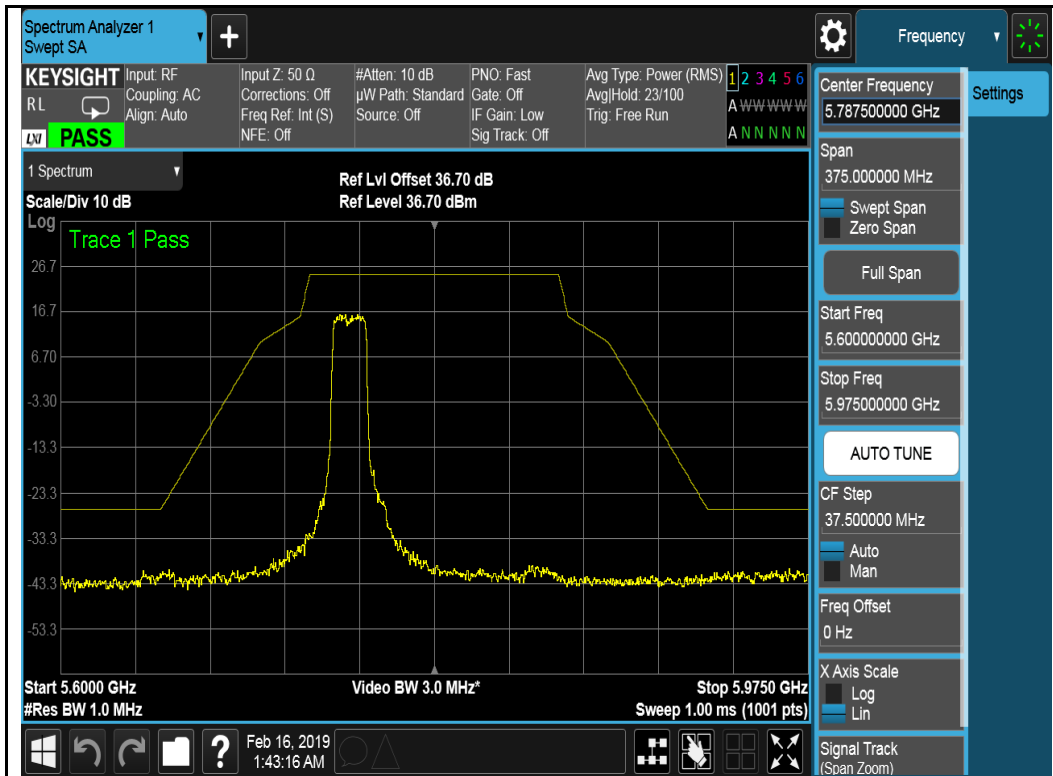 Spectrum Analyzer 1
Swept SA
+
Frequency
KEYSIGHT
R L
LXI PASS
Input: RF
Coupling: AC
Align: Auto
Input Z: 50 Ω
Corrections: Off
Freq Ref: Int (S)
NFE: Off
#Atten: 10 dB
µW Path: Standard
Source: Off
PNO: Fast
Gate: Off
IF Gain: Low
Sig Track: Off
Avg Type: Power (RMS)
Avg|Hold: 23/100
Trig: Free Run
1 2 3 4 5 6
A W W W W W
A N N N N N
1 Spectrum
Scale/Div 10 dB
Ref Lvl Offset 36.70 dB
Ref Level 36.70 dBm
Log
Trace 1 Pass
26.7
16.7
6.70
-3.30
-13.3
-23.3
-33.3
-43.3
-53.3
Start 5.6000 GHz
#Res BW 1.0 MHz
Video BW 3.0 MHz*
Stop 5.9750 GHz
Sweep 1.00 ms (1001 pts)
Center Frequency
5.787500000 GHz
Settings
Span
375.000000 MHz
Swept Span
Zero Span
Full Span
Start Freq
5.600000000 GHz
Stop Freq
5.975000000 GHz
AUTO TUNE
CF Step
37.500000 MHz
Auto
Man
Freq Offset
0 Hz
X Axis Scale
Log
Lin
Signal Track
(Span Zoom)
?
Feb 16, 2019
1:43:16 AM